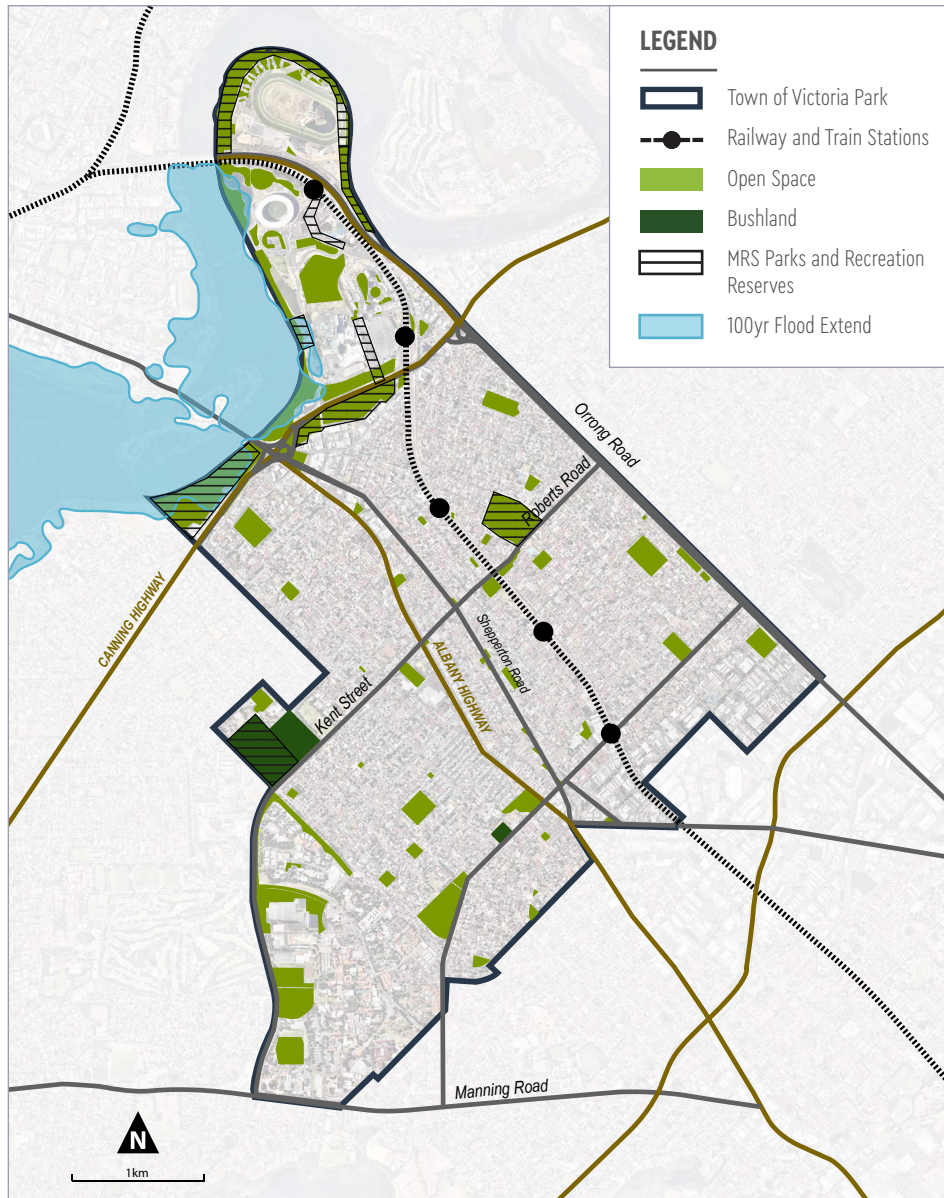 LEGEND
Town of Victoria Park
Railway and Train Stations
Open Space
Bushland
MRS Parks and Recreation
Reserves
100yr Flood Extend
Orrong Road
Roberts Road
CANNING HIGHWAY
Shepperton Road
ALBANY HIGHWAY
Kent Street
Manning Road
N
1km